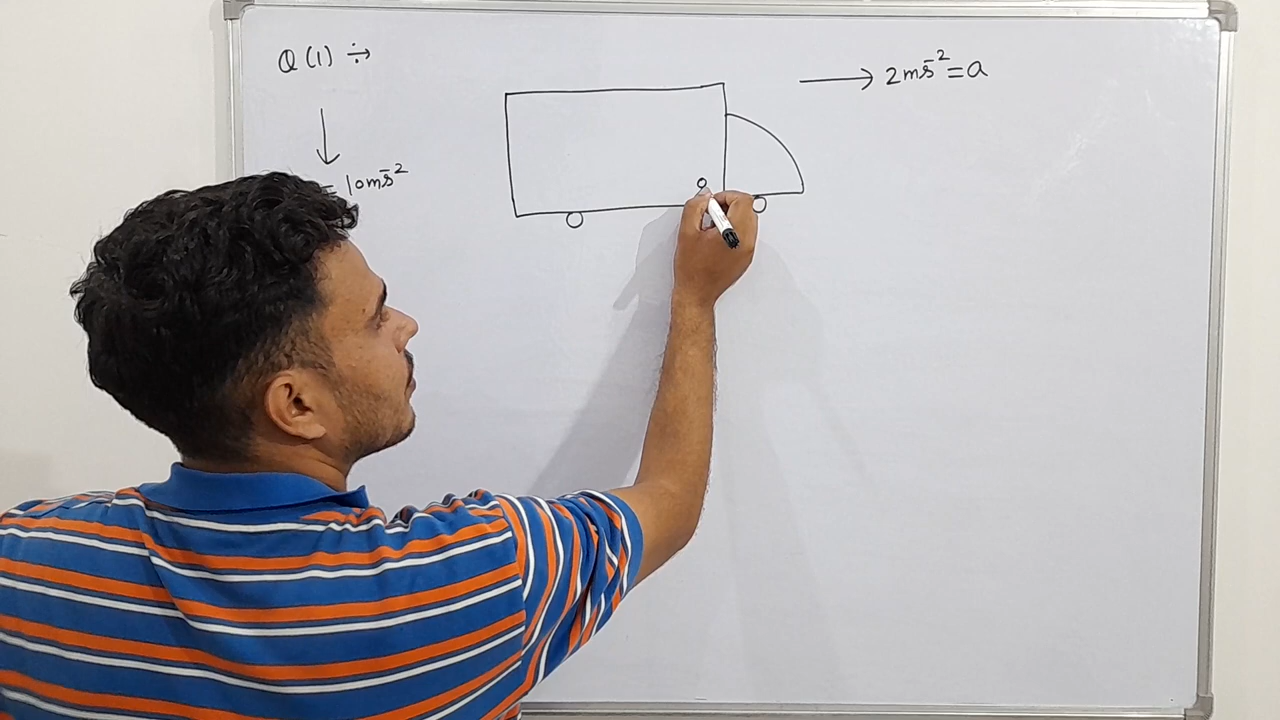 Q (1) ÷
→ 2ms⁻² = a
= 10ms⁻²